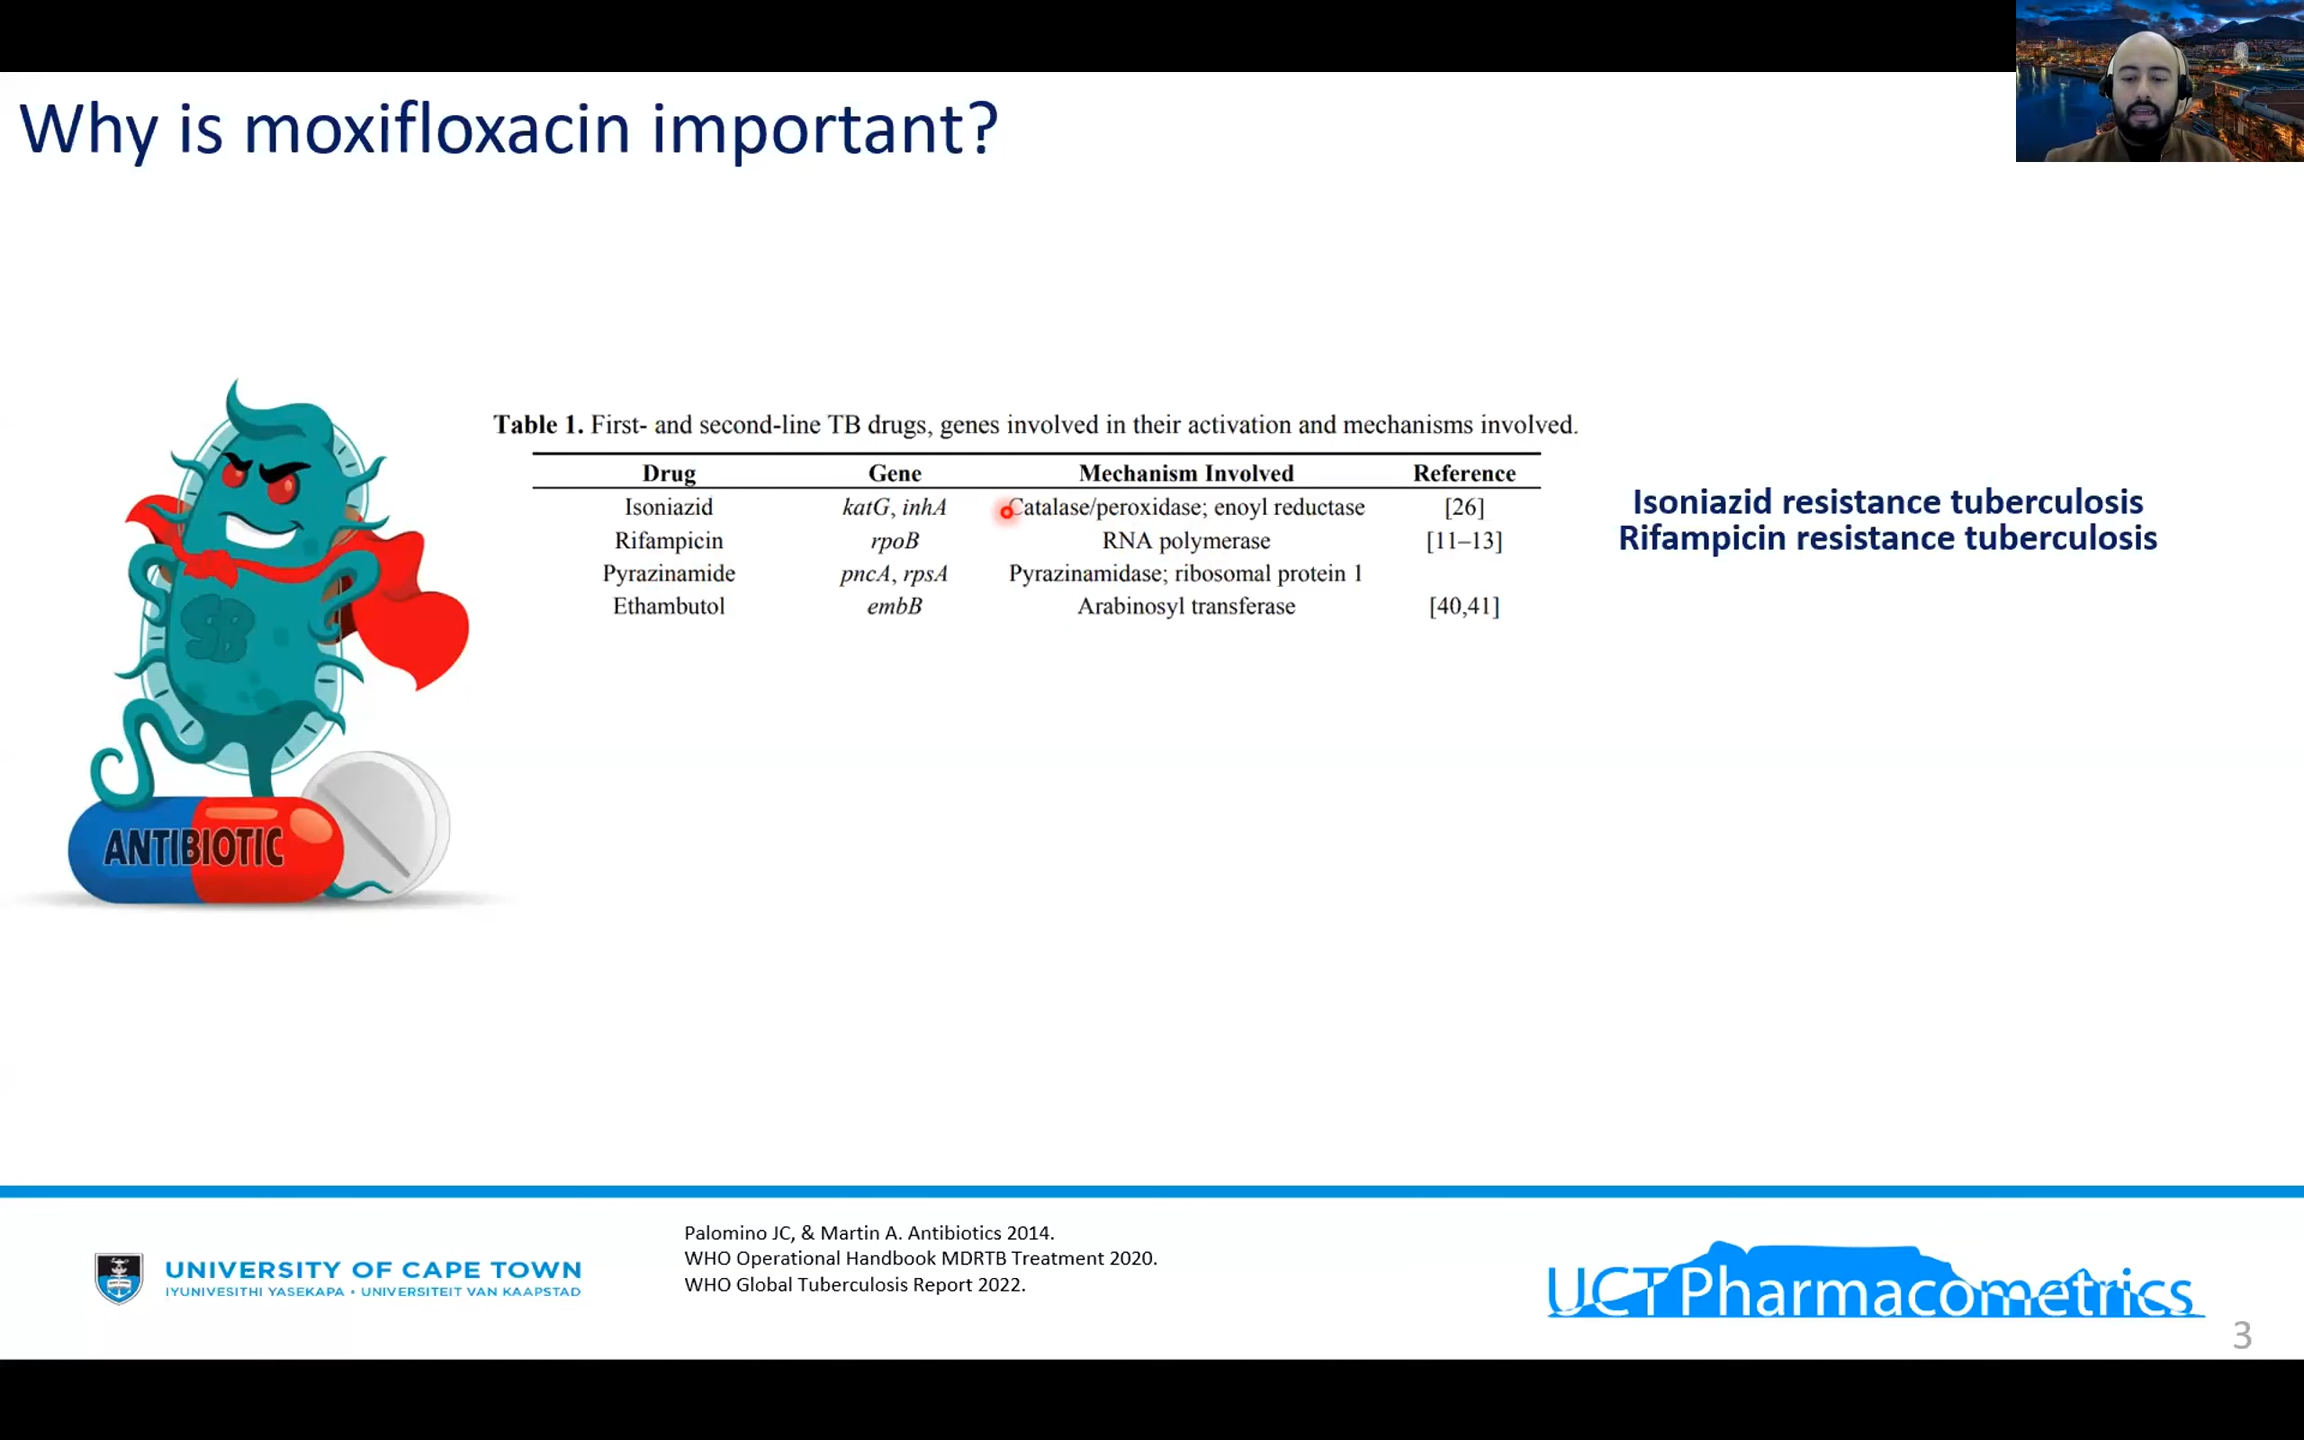 Why is moxifloxacin important?
Table 1. First- and second-line TB drugs, genes involved in their activation and mechanisms involved.
Drug Gene Mechanism Involved Reference
Isoniazid katG, inhA Catalase/peroxidase; enoyl reductase [26]
Rifampicin rpoB RNA polymerase [11–13]
Pyrazinamide pncA, rpsA Pyrazinamidase; ribosomal protein 1
Ethambutol embB Arabinosyl transferase [40,41]
Isoniazid resistance tuberculosis
Rifampicin resistance tuberculosis
SB
ANTIBIOTIC
UNIVERSITY OF CAPE TOWN
IYUNIVESITHI YASEKAPA • UNIVERSITEIT VAN KAAPSTAD
Palomino JC, & Martin A. Antibiotics 2014.
WHO Operational Handbook MDRTB Treatment 2020.
WHO Global Tuberculosis Report 2022.
UCT Pharmacometrics
3